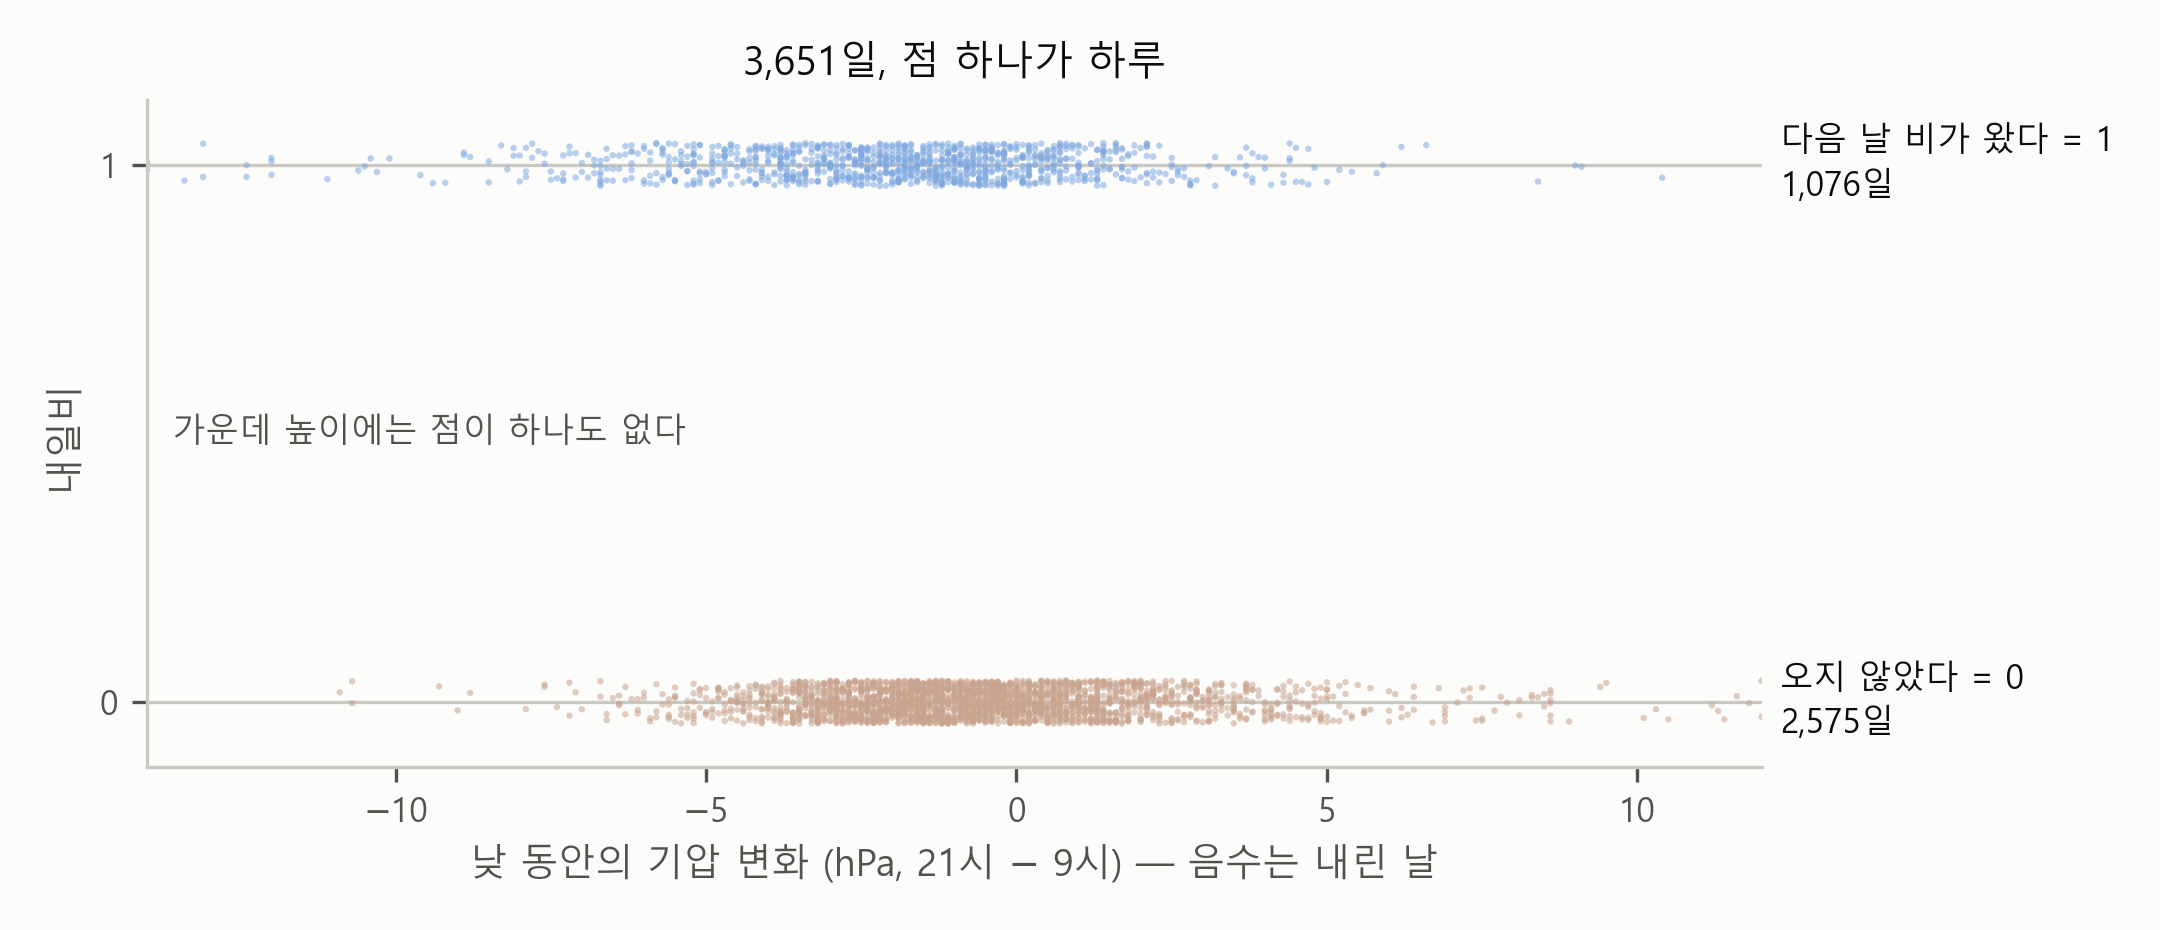 3,651일, 점 하나가 하루
다음 날 비가 왔다 = 1
1,076일
1
내일비
가운데 높이에는 점이 하나도 없다
오지 않았다 = 0
2,575일
0
−10
−5
0
5
10
낮 동안의 기압 변화 (hPa, 21시 − 9시) — 음수는 내린 날